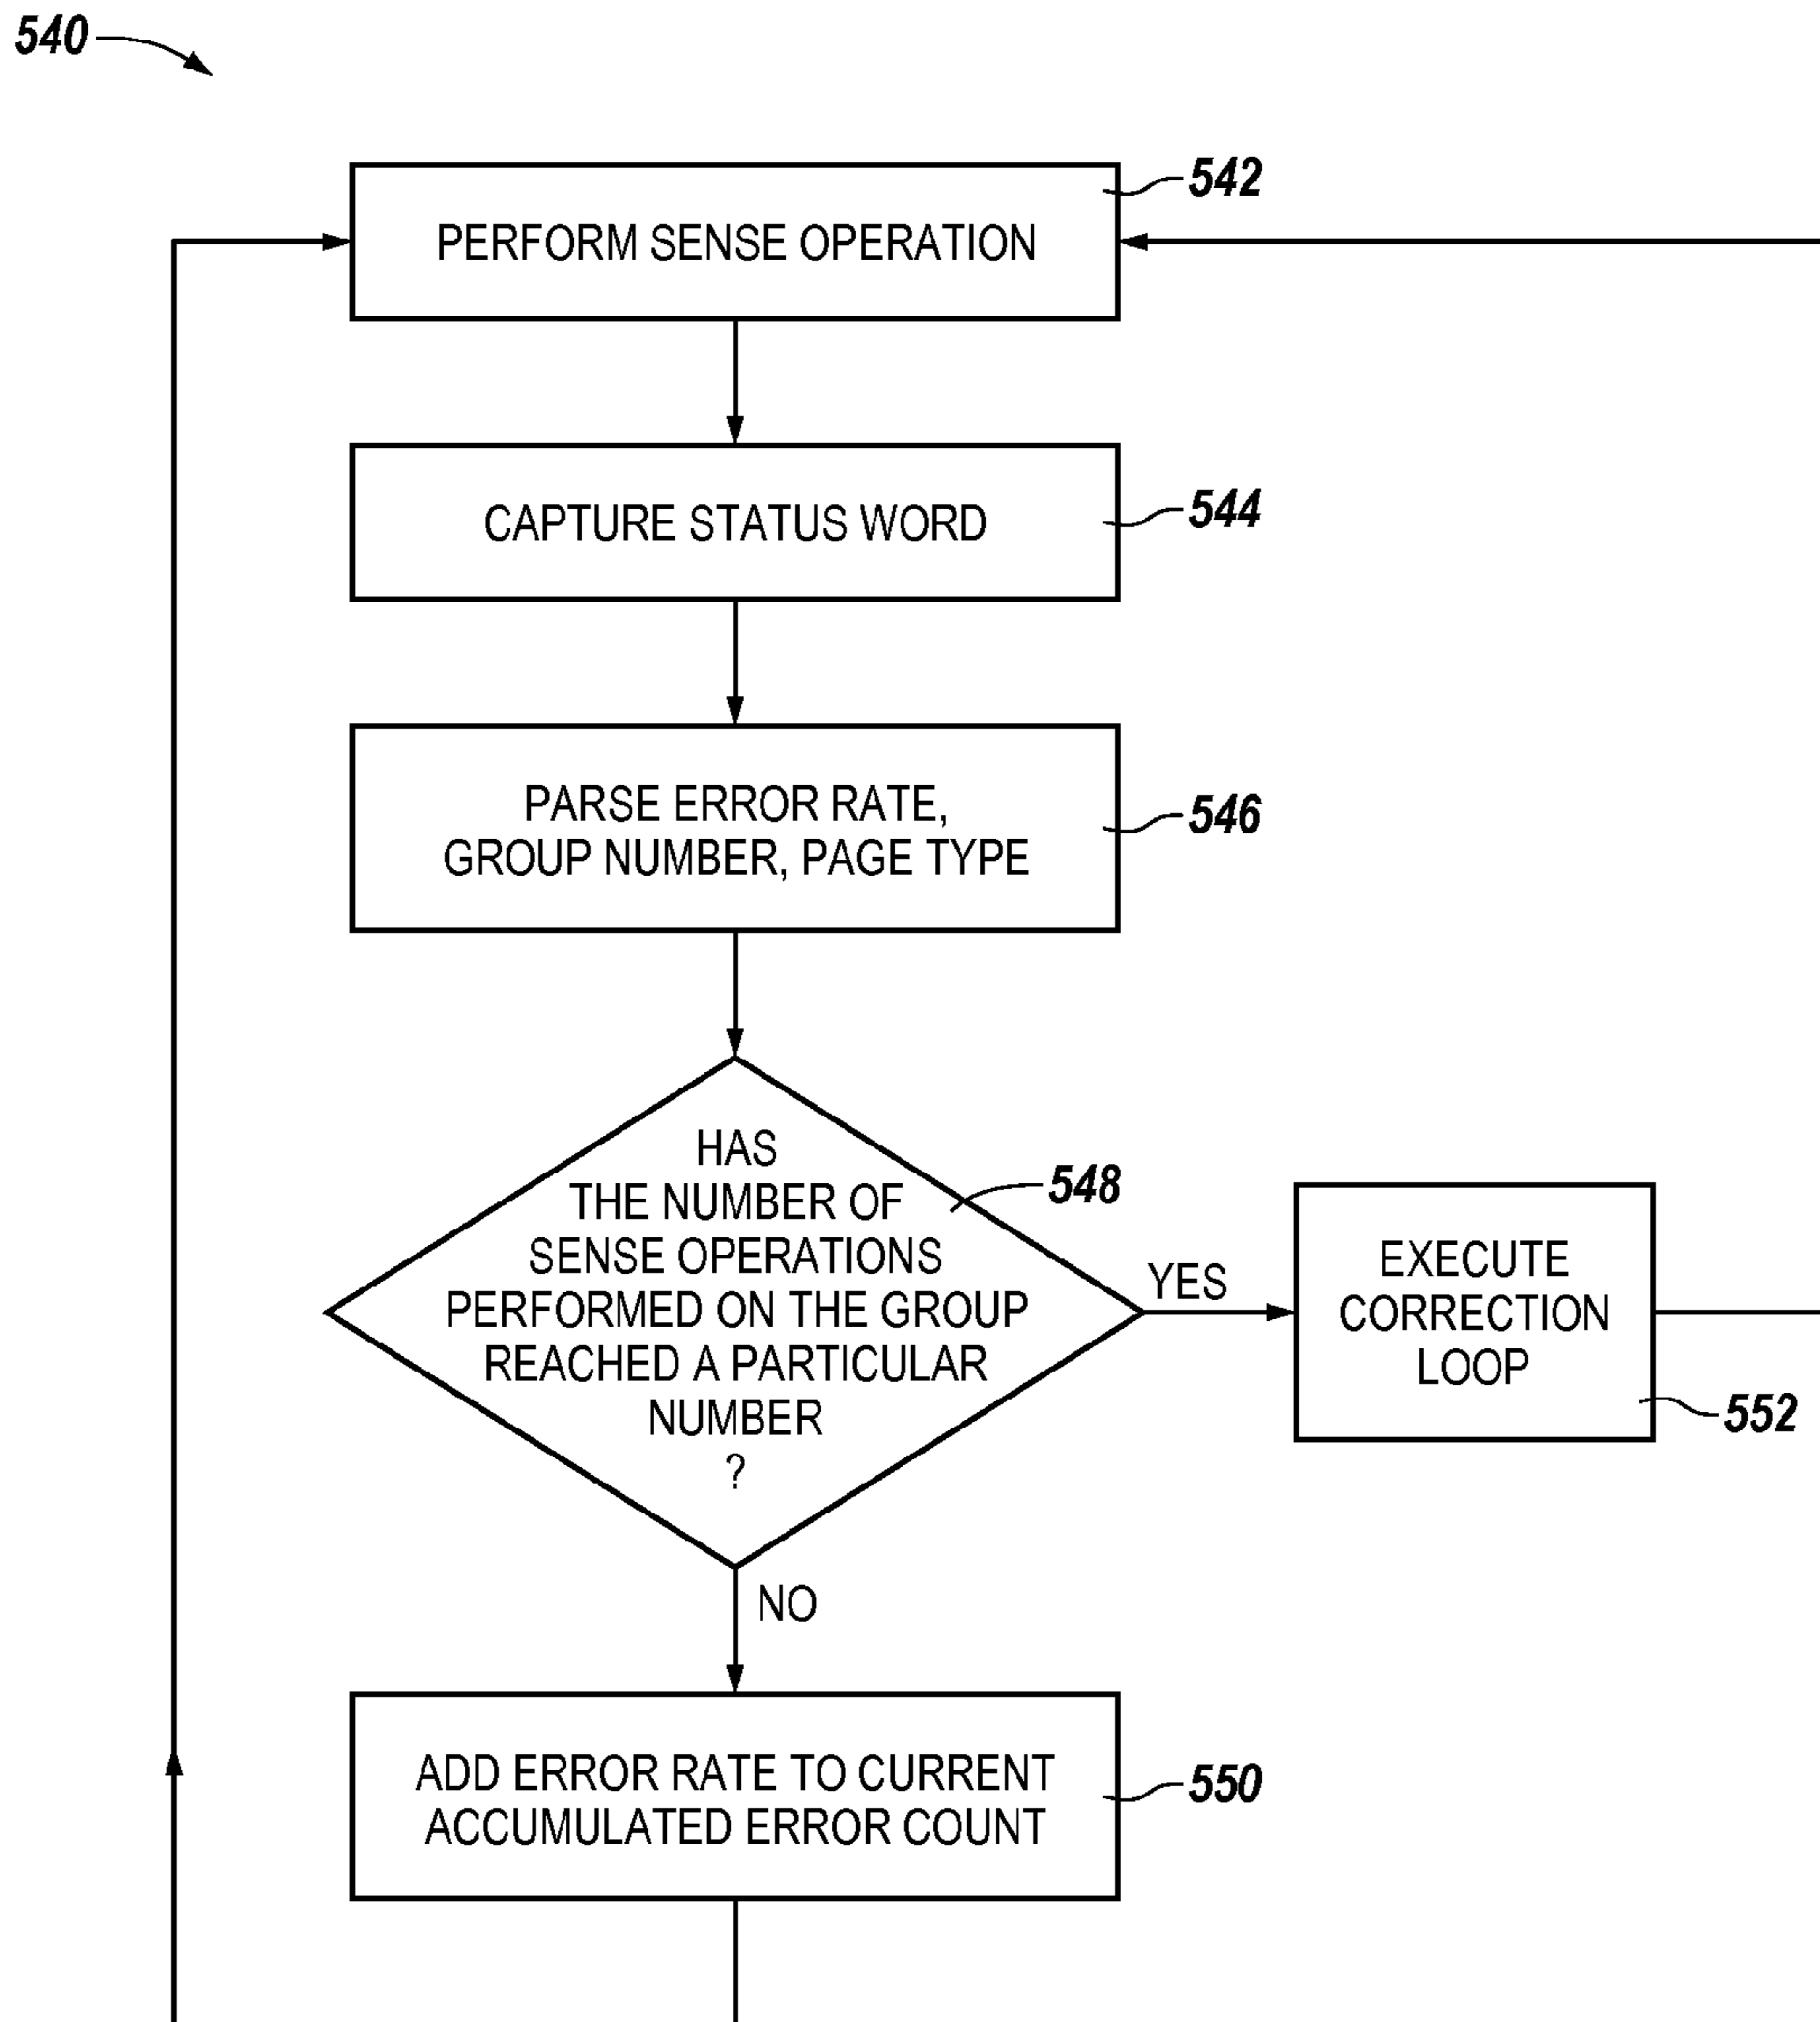 540
542
PERFORM SENSE OPERATION
544
CAPTURE STATUS WORD
546
PARSE ERROR RATE,
GROUP NUMBER, PAGE TYPE
548
HAS
THE NUMBER OF
SENSE OPERATIONS
PERFORMED ON THE GROUP
REACHED A PARTICULAR
NUMBER
?
YES
EXECUTE
CORRECTION
LOOP
552
NO
550
ADD ERROR RATE TO CURRENT
ACCUMULATED ERROR COUNT